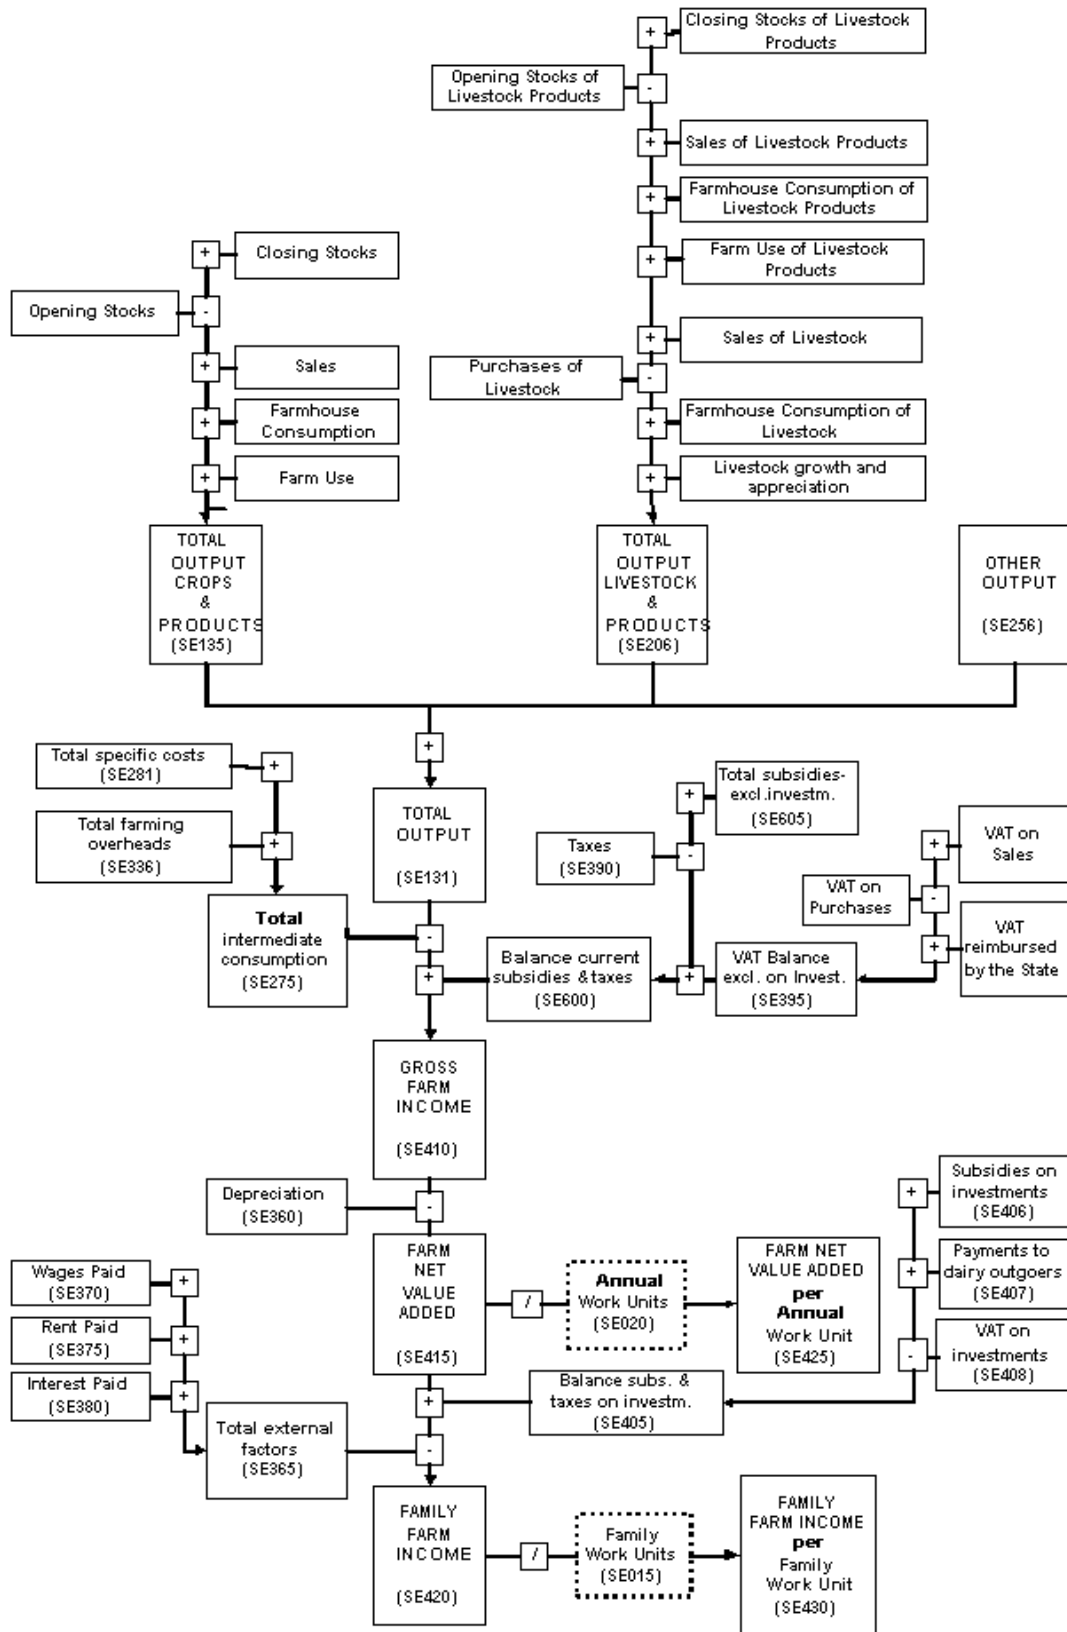 +
Closing Stocks of Livestock
Products
Opening Stocks of
Livestock Products
-
+
Sales of Livestock Products
+
Farmhouse Consumption of
Livestock Products
+
Farm Use of Livestock
Products
+
Sales of Livestock
Purchases of
Livestock
-
+
Farmhouse Consumption of
Livestock
+
Livestock growth and
appreciation
+
Closing Stocks
Opening Stocks
-
+
Sales
+
Farmhouse
Consumption
+
Farm Use
TOTAL
OUTPUT
CROPS
&
PRODUCTS
(SE135)
TOTAL
OUTPUT
LIVESTOCK
&
PRODUCTS
(SE206)
OTHER
OUTPUT
(SE256)
+
Total specific costs
(SE281)
+
Total farming
overheads
(SE336)
+
Total
intermediate
consumption
(SE275)
TOTAL
OUTPUT
(SE131)
-
+
Total subsidies-
excl.investm.
(SE605)
+
Taxes
(SE390)
-
VAT on
Sales
+
VAT on
Purchases
-
+
VAT
reimbursed
by the State
Balance current
subsidies & taxes
(SE600)
+
VAT Balance
excl. on Invest.
(SE395)
GROSS
FARM
INCOME
(SE410)
Depreciation
(SE360)
-
FARM
NET
VALUE
ADDED
(SE415)
/
Annual
Work Units
(SE020)
FARM NET
VALUE ADDED
per
Annual
Work Unit
(SE425)
+
Subsidies on
investments
(SE406)
+
Payments to
dairy outgoers
(SE407)
-
VAT on
investments
(SE408)
Wages Paid
(SE370)
+
Rent Paid
(SE375)
+
Interest Paid
(SE380)
+
Total external
factors
(SE365)
+
Balance subs. &
taxes on investm.
(SE405)
-
FAMILY
FARM
INCOME
(SE420)
/
Family
Work Units
(SE015)
FAMILY
FARM INCOME
per
Family
Work Unit
(SE430)